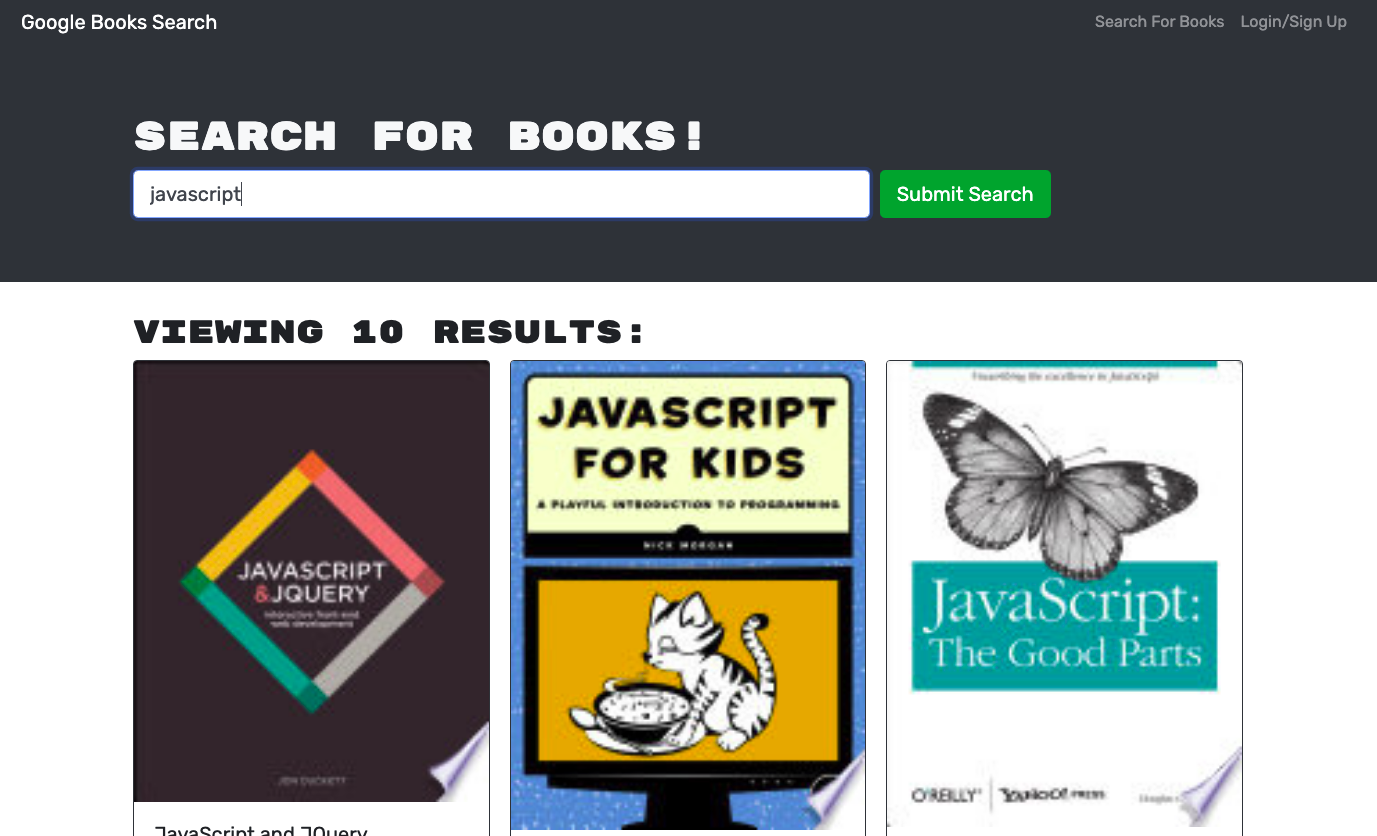 Google Books Search
Search For Books
Login/Sign Up
SEARCH FOR BOOKS!
javascript
Submit Search
VIEWING 10 RESULTS:
JAVASCRIPT
&JQUERY
interactive front-end
web development
JON DUCKETT
JavaScript and JQuery
JAVASCRIPT
FOR KIDS
A PLAYFUL INTRODUCTION TO PROGRAMMING
NICK MORGAN
Unearthing the excellence in JavaScript
JavaScript:
The Good Parts
O'REILLY
YAHOO! PRESS
Douglas